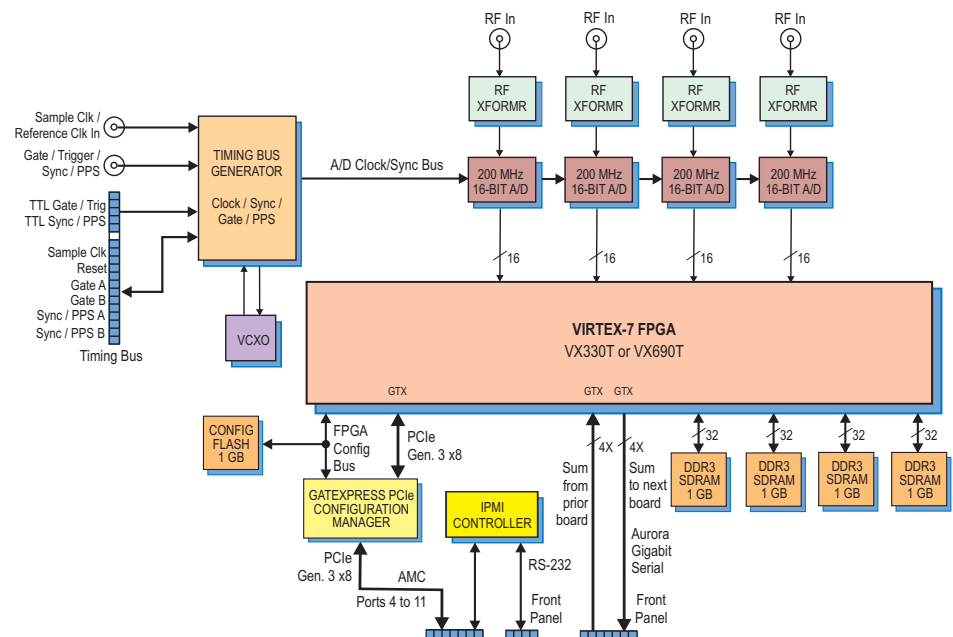 RF In
RF In
RF In
RF In
RF
XFORMR
RF
XFORMR
RF
XFORMR
RF
XFORMR
Sample Clk /
Reference Clk In
Gate / Trigger /
Sync / PPS
TTL Gate / Trig
TTL Sync / PPS
Sample Clk
Reset
Gate A
Gate B
Sync / PPS A
Sync / PPS B
Timing Bus
TIMING BUS
GENERATOR
Clock / Sync /
Gate / PPS
VCXO
A/D Clock/Sync Bus
200 MHz
16-BIT A/D
200 MHz
16-BIT A/D
200 MHz
16-BIT A/D
200 MHz
16-BIT A/D
16
16
16
16
VIRTEX-7 FPGA
VX330T or VX690T
GTX
GTX
GTX
CONFIG
FLASH
1 GB
FPGA
Config
Bus
PCIe
Gen. 3 x8
4X
Sum
from
prior
board
4X
Sum
to next
board
Aurora
Gigabit
Serial
32
32
32
32
DDR3
SDRAM
1 GB
DDR3
SDRAM
1 GB
DDR3
SDRAM
1 GB
DDR3
SDRAM
1 GB
GATEXPRESS PCIe
CONFIGURATION
MANAGER
IPMI
CONTROLLER
PCIe
Gen. 3 x8
AMC
Ports 4 to 11
RS-232
Front
Panel
Front
Panel